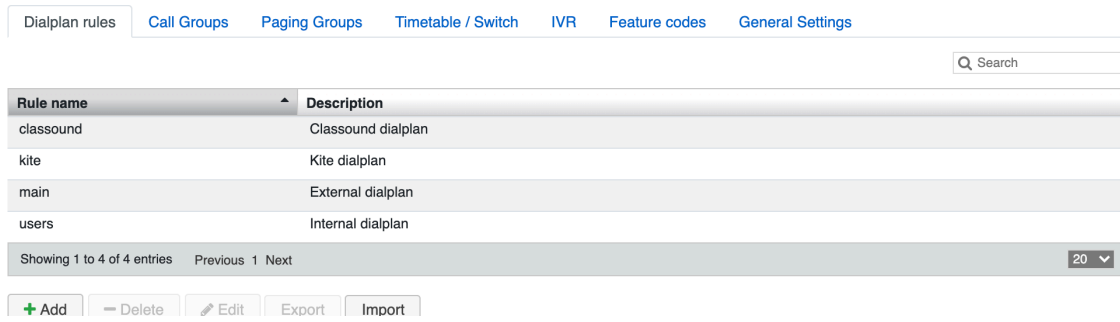 Dialplan rules Call Groups Paging Groups Timetable / Switch IVR Feature codes General Settings
Search
Rule name Description
classound Classound dialplan
kite Kite dialplan
main External dialplan
users Internal dialplan
Showing 1 to 4 of 4 entries Previous 1 Next 20
Add Delete Edit Export Import